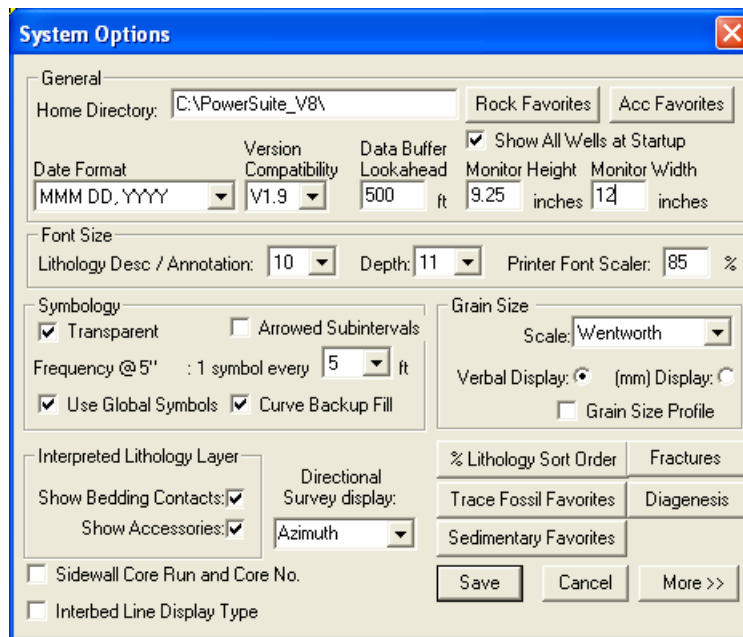 System Options
General
Home Directory: C:\PowerSuite_V8\ Rock Favorites Acc Favorites
Show All Wells at Startup
Date Format
Version Compatibility
Data Buffer Lookahead
Monitor Height Monitor Width
MMM DD, YYYY V1.9 500 ft 9.25 inches 12 inches
Font Size
Lithology Desc / Annotation: 10 Depth: 11 Printer Font Scaler: 85 %
Symbology
Transparent Arrowed Subintervals
Frequency @ 5" : 1 symbol every 5 ft
Use Global Symbols Curve Backup Fill
Grain Size
Scale: Wentworth
Verbal Display: (mm) Display:
Grain Size Profile
Interpreted Lithology Layer
Show Bedding Contacts:
Show Accessories:
Directional
Survey display:
Azimuth
% Lithology Sort Order Fractures
Trace Fossil Favorites Diagenesis
Sedimentary Favorites
Sidewall Core Run and Core No.
Interbed Line Display Type
Save Cancel More >>